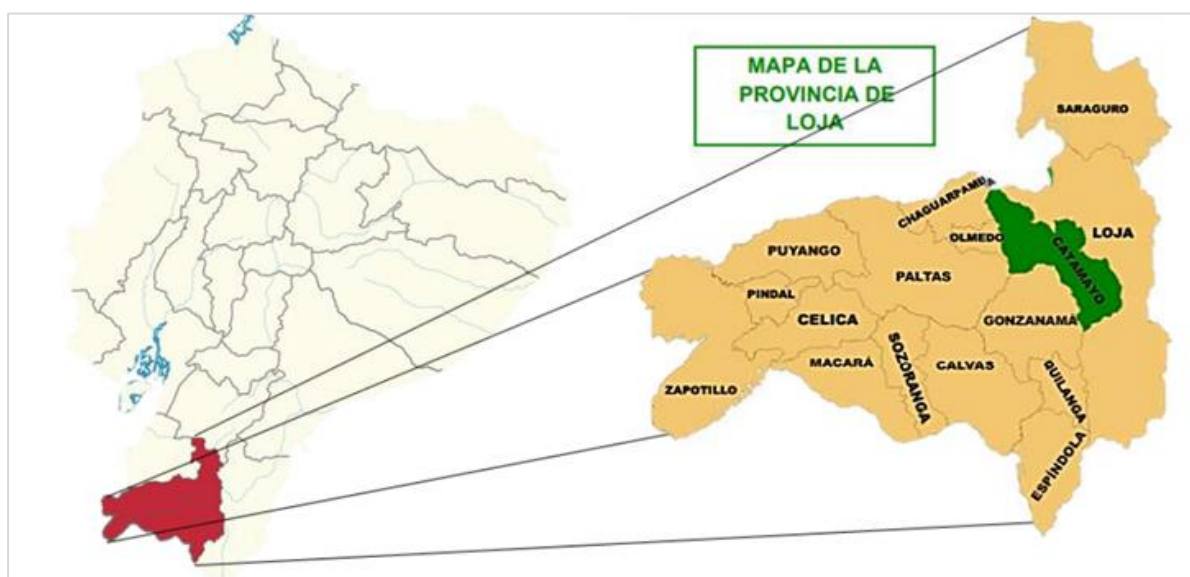 MAPA DE LA
PROVINCIA DE
LOJA
SARAGURO
CHAGUARPAMBA
LOJA
OLMEDO
CATAMAYO
PUYANGO
PALTAS
PINDAL
CELICA
GONZANAMÁ
MACARÁ
SOZORANGA
CALVAS
QUILANGA
ZAPOTILLO
ESPÍNDOLA